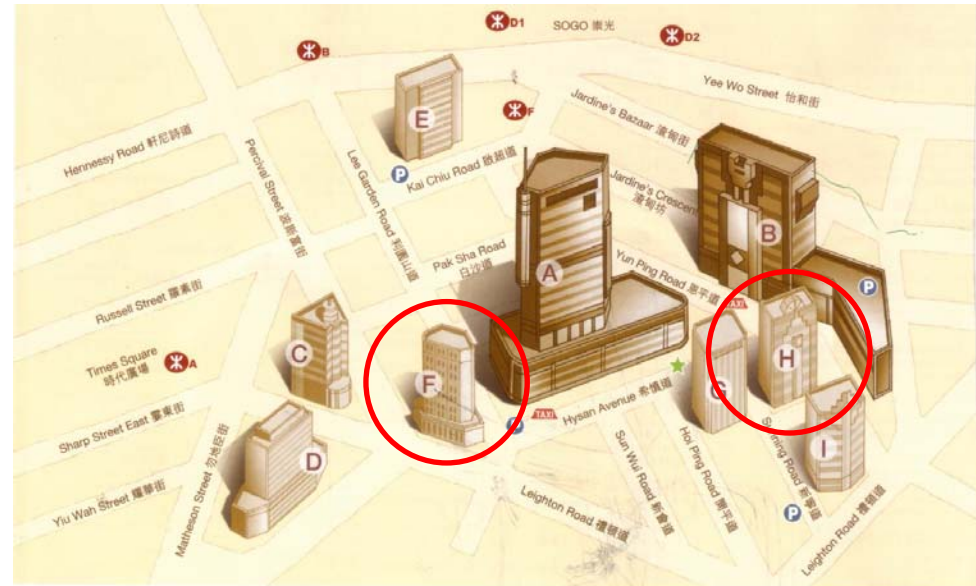 D1
SOGO 崇光
D2
B
Yee Wo Street 怡和街
E
F
Jardine's Bazaar 渣甸街
Hennessy Road 軒尼詩道
Percival Street 波斯富街
Lee Garden Road 利園山道
P
Kai Chiu Road 啟超道
Jardine's Crescent
渣甸坊
B
Pak Sha Road
白沙道
A
Yun Ping Road 恩平道
P
TAXI
Russell Street 羅素街
Times Square
時代廣場
A
C
F
G
H
TAXI
P
Hysan Avenue 希慎道
Sharp Street East 霎東街
D
I
Yiu Wah Street 耀華街
Matheson Street 勿地臣街
Leighton Road 禮頓道
Sun Wui Road 新會道
Hoi Ping Road 開平道
Sunning Road 新寧道
P
Leighton Road 禮頓道